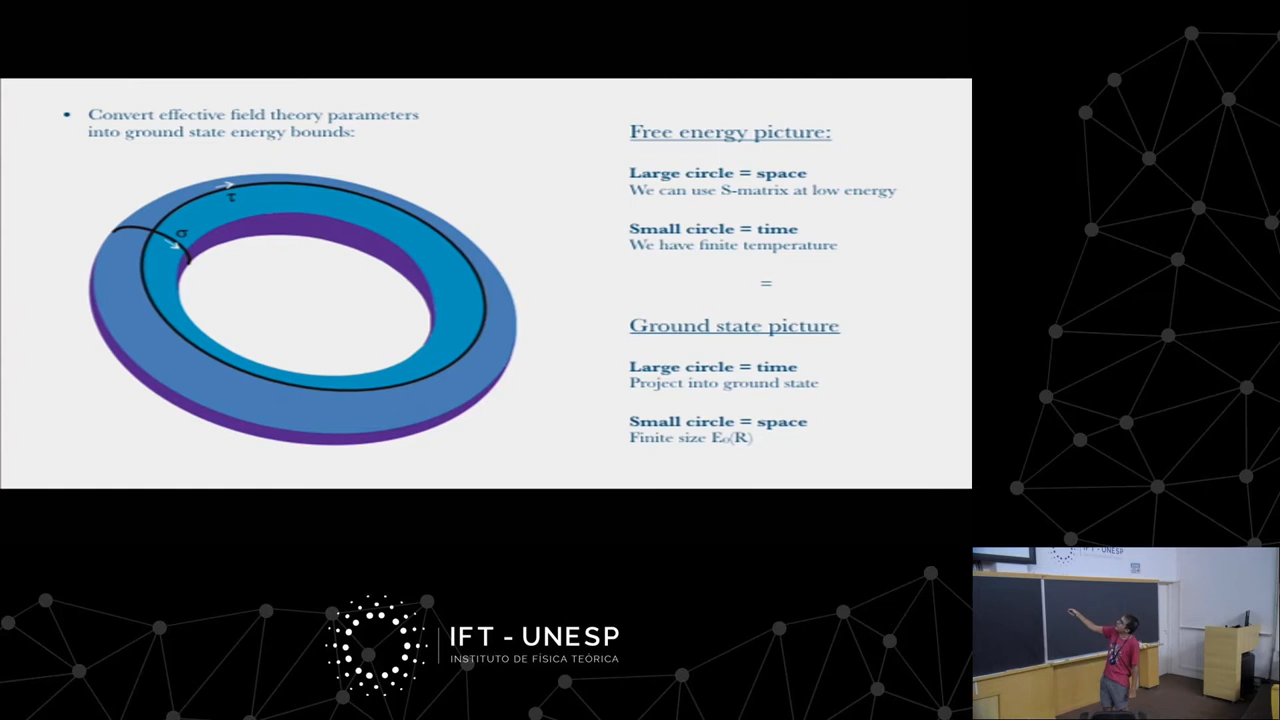 • Convert effective field theory parameters
into ground state energy bounds:
τ
σ
Free energy picture:
Large circle = space
We can use S-matrix at low energy
Small circle = time
We have finite temperature
=
Ground state picture
Large circle = time
Project into ground state
Small circle = space
Finite size E₀(R)
IFT - UNESP
INSTITUTO DE FÍSICA TEÓRICA
IFT - UNESP